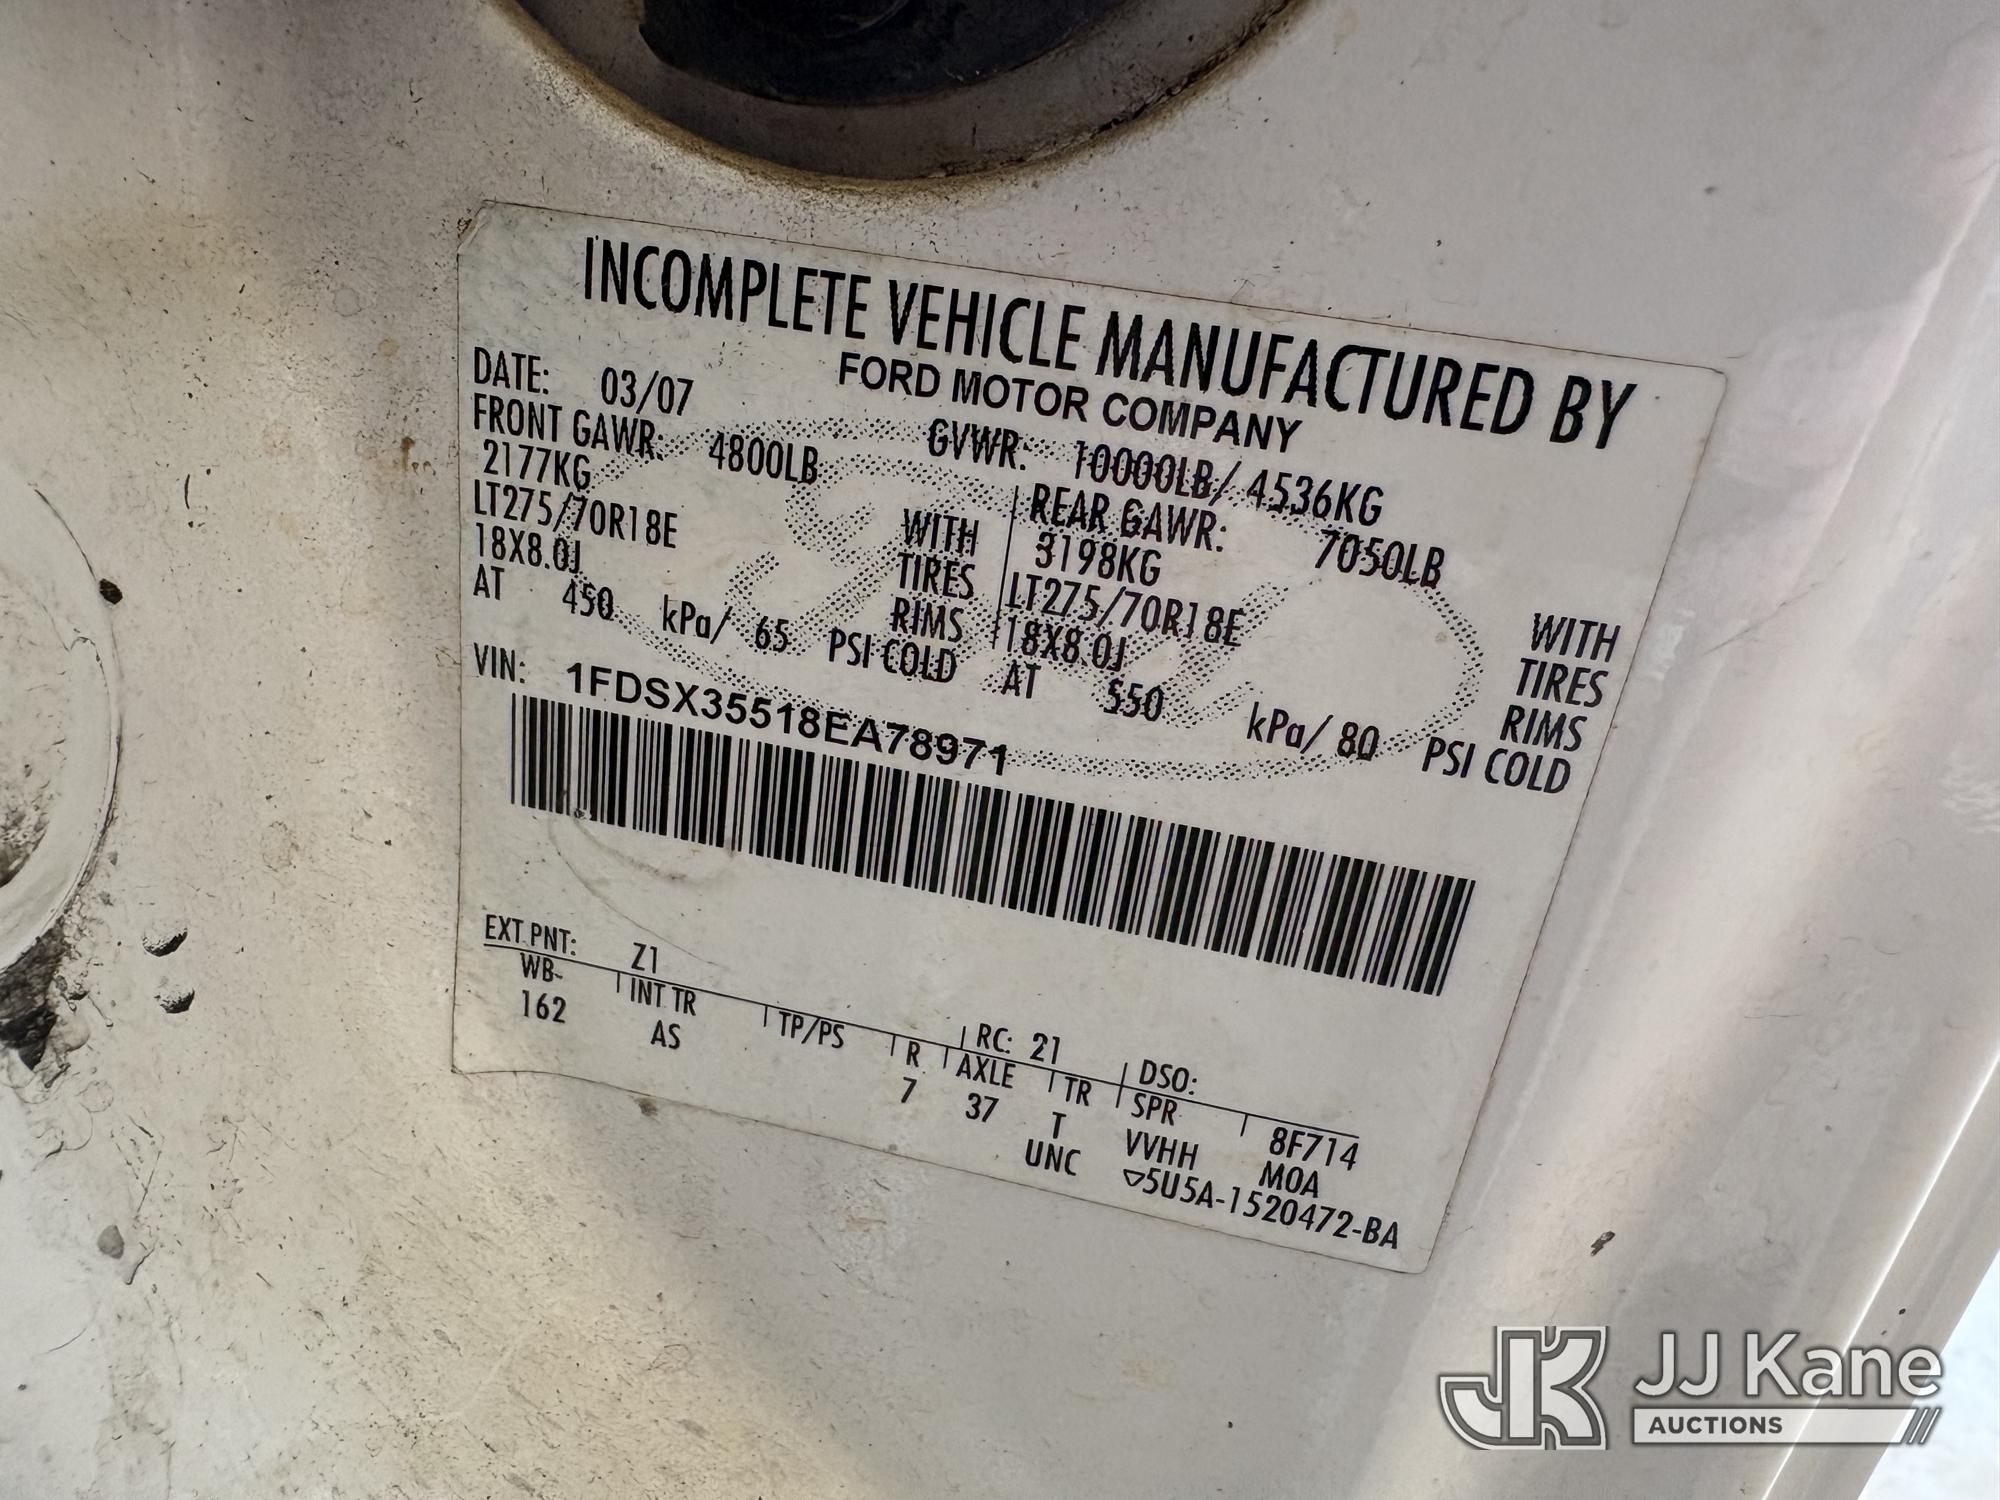 INCOMPLETE VEHICLE MANUFACTURED BY
FORD MOTOR COMPANY
DATE: 03/07 GVWR: 10000LB/ 4536KG
FRONT GAWR: 4800LB REAR GAWR: 7050LB
2177KG WITH 3198KG WITH
LT275/70R18E TIRES LT275/70R18E TIRES
18X8.0J RIMS 18X8.0J RIMS
AT 450 kPa/ 65 PSI COLD AT 550 kPa/ 80 PSI COLD
VIN: 1FDSX35518EA78971
EXT PNT: Z1 RC: 21 DSO:
WB INT TR TP/PS R AXLE TR SPR 8F714
162 AS 7 37 T VVHH MOA
UNC ▽5U5A-1520472-BA
JK JJ Kane
AUCTIONS